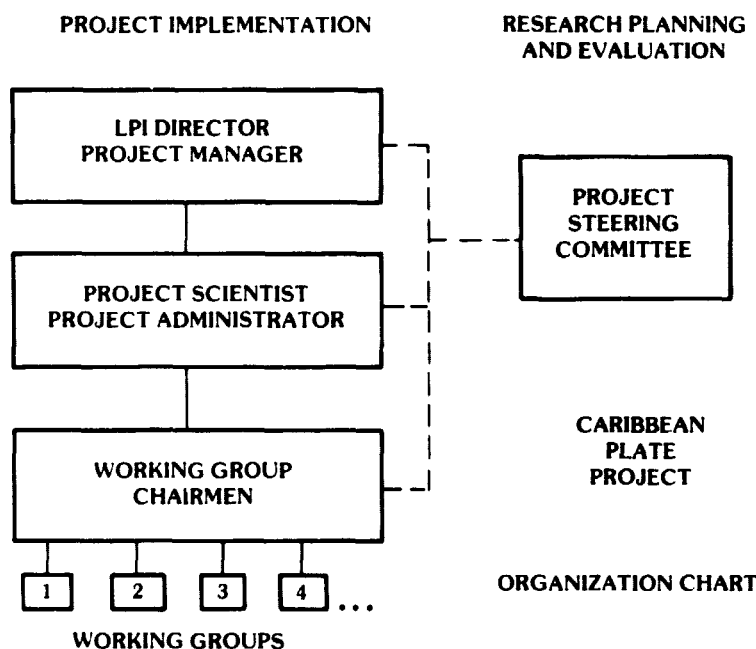 PROJECT IMPLEMENTATION
RESEARCH PLANNING
AND EVALUATION
LPI DIRECTOR
PROJECT MANAGER
PROJECT
STEERING
COMMITTEE
PROJECT SCIENTIST
PROJECT ADMINISTRATOR
CARIBBEAN
PLATE
PROJECT
WORKING GROUP
CHAIRMEN
1 2 3 4 ...
ORGANIZATION CHART
WORKING GROUPS